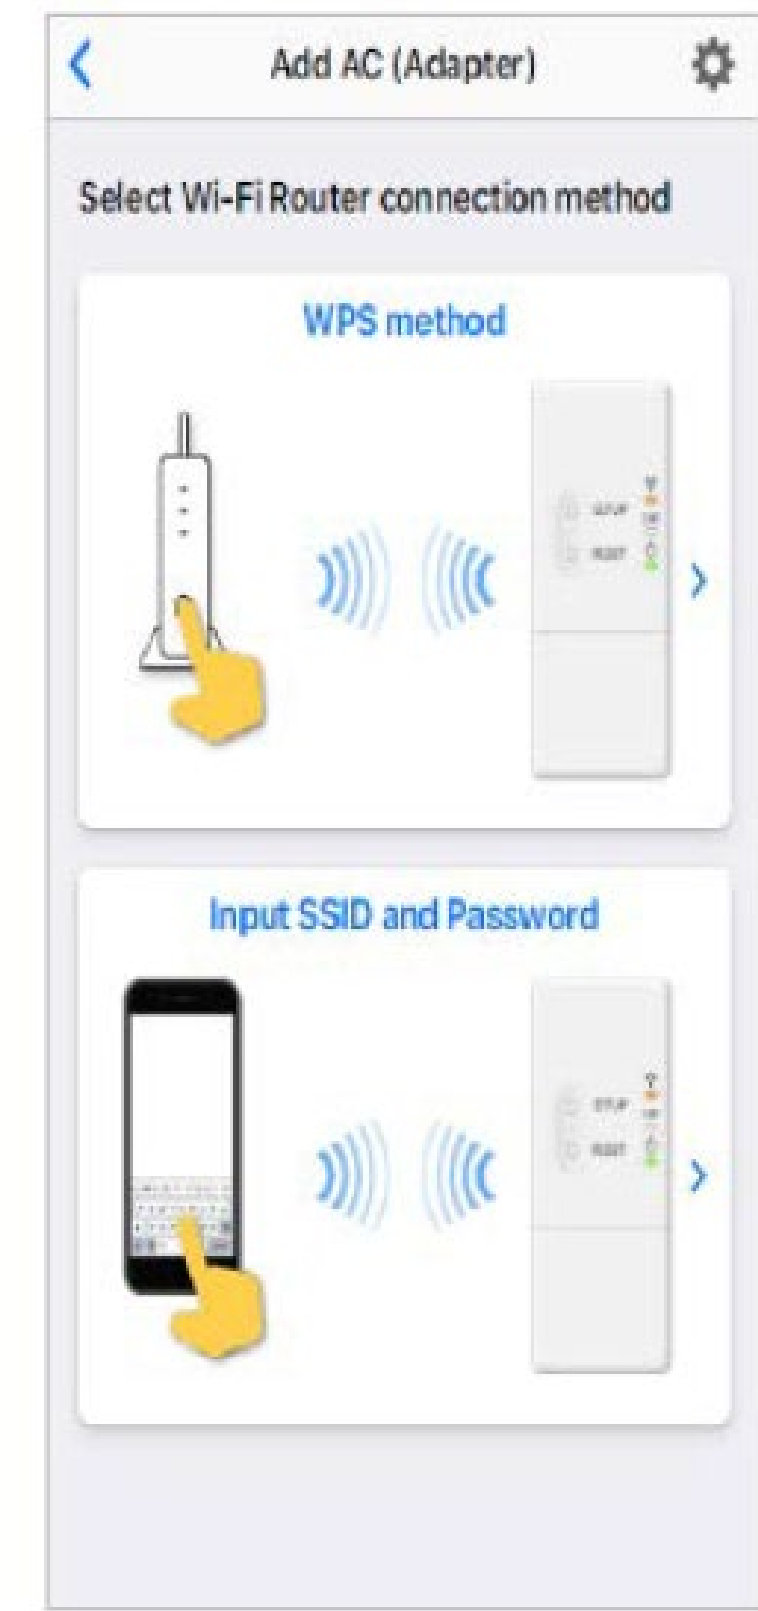 Add AC (Adapter)
Select Wi-Fi Router connection method
WPS method
Input SSID and Password